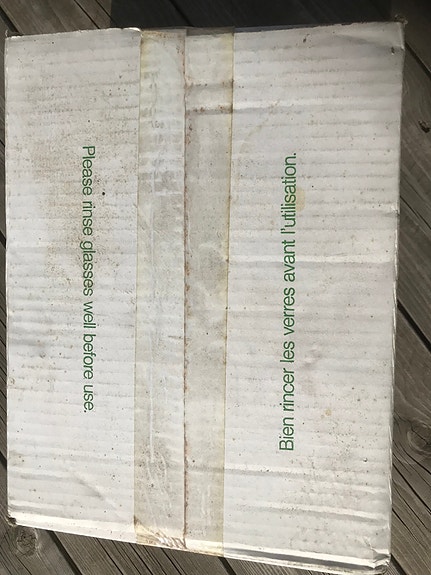 Please rinse glasses well before use.
Bien rincer les verres avant l'utilisation.